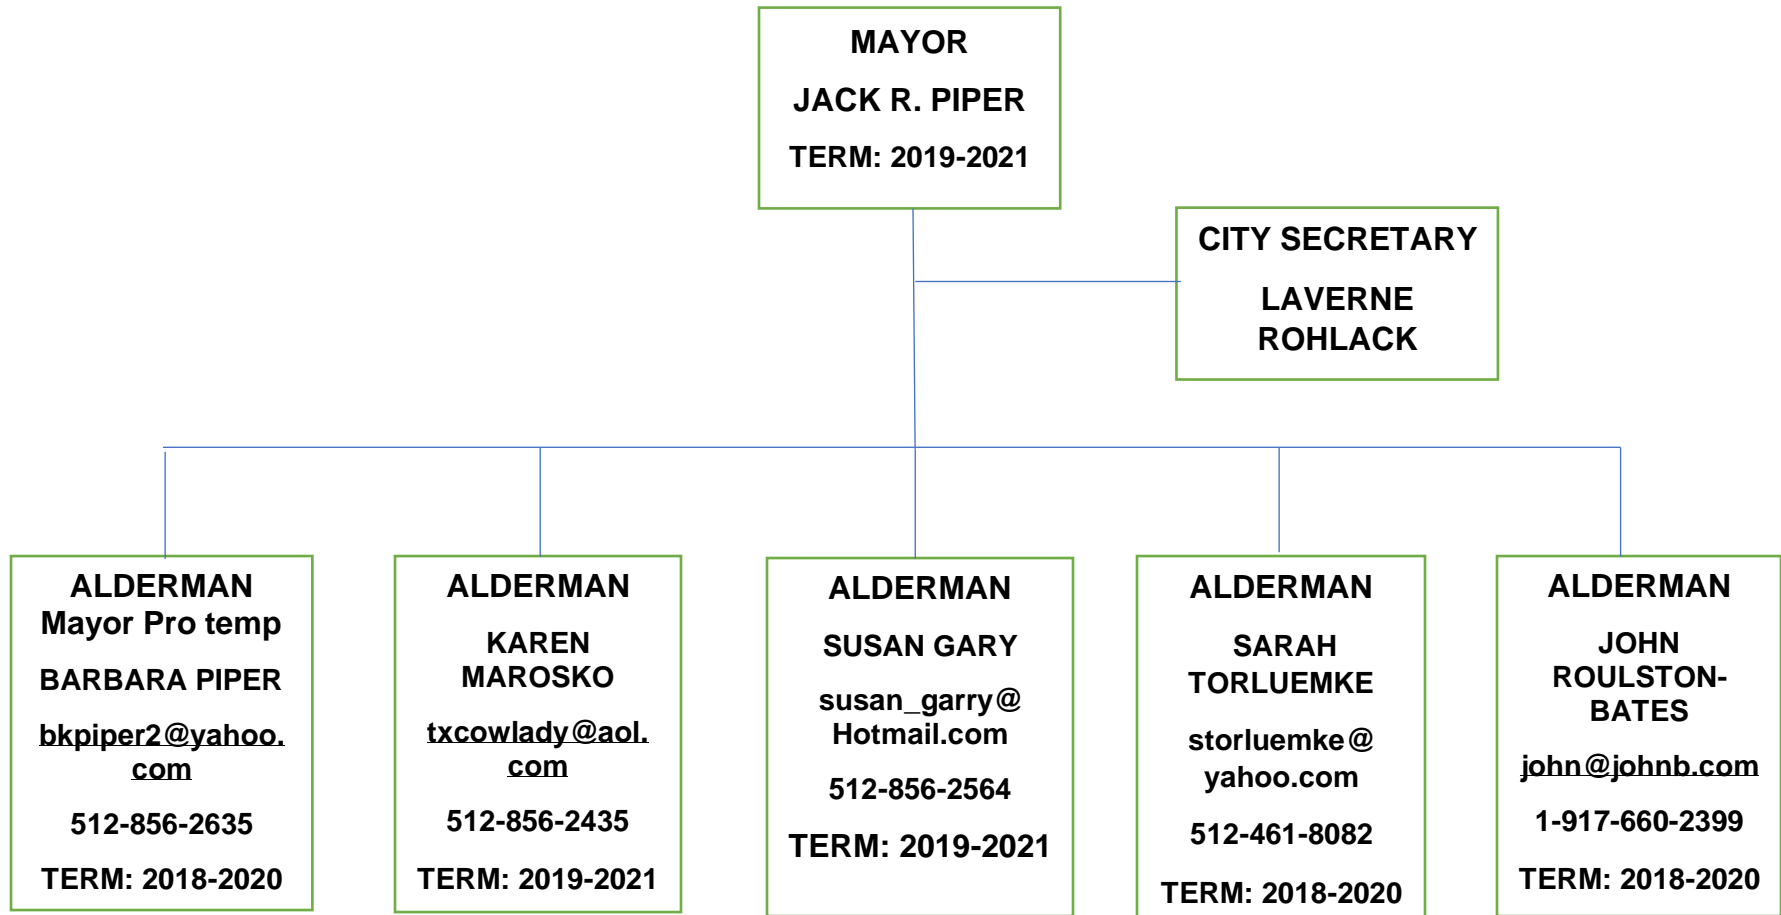 MAYOR
JACK R. PIPER
TERM: 2019-2021
CITY SECRETARY
LAVERNE
ROHLACK
ALDERMAN
Mayor Pro temp
BARBARA PIPER
bkpiper2@yahoo.
com
512-856-2635
TERM: 2018-2020
ALDERMAN
KAREN
MAROSKO
txcowlady@aol.
com
512-856-2435
TERM: 2019-2021
ALDERMAN
SUSAN GARY
susan_garry@
Hotmail.com
512-856-2564
TERM: 2019-2021
ALDERMAN
SARAH
TORLUEMKE
storluemke@
yahoo.com
512-461-8082
TERM: 2018-2020
ALDERMAN
JOHN
ROULSTON-
BATES
john@johnb.com
1-917-660-2399
TERM: 2018-2020